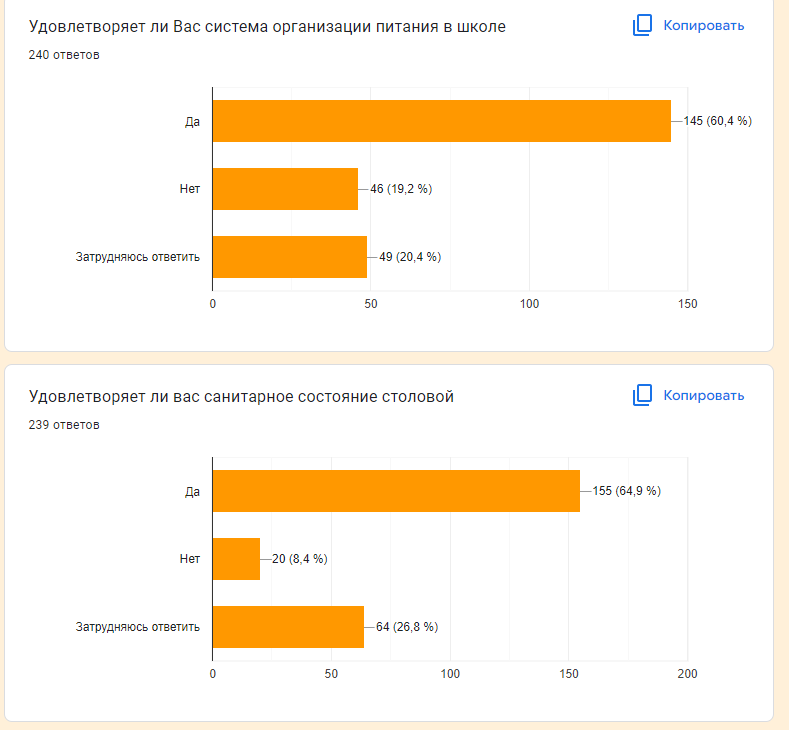 Удовлетворяет ли Вас система организации питания в школе
Копировать
240 ответов
Да
145 (60,4 %)
Нет
46 (19,2 %)
Затрудняюсь ответить
49 (20,4 %)
0 50 100 150
Удовлетворяет ли вас санитарное состояние столовой
Копировать
239 ответов
Да
155 (64,9 %)
Нет
20 (8,4 %)
Затрудняюсь ответить
64 (26,8 %)
0 50 100 150 200